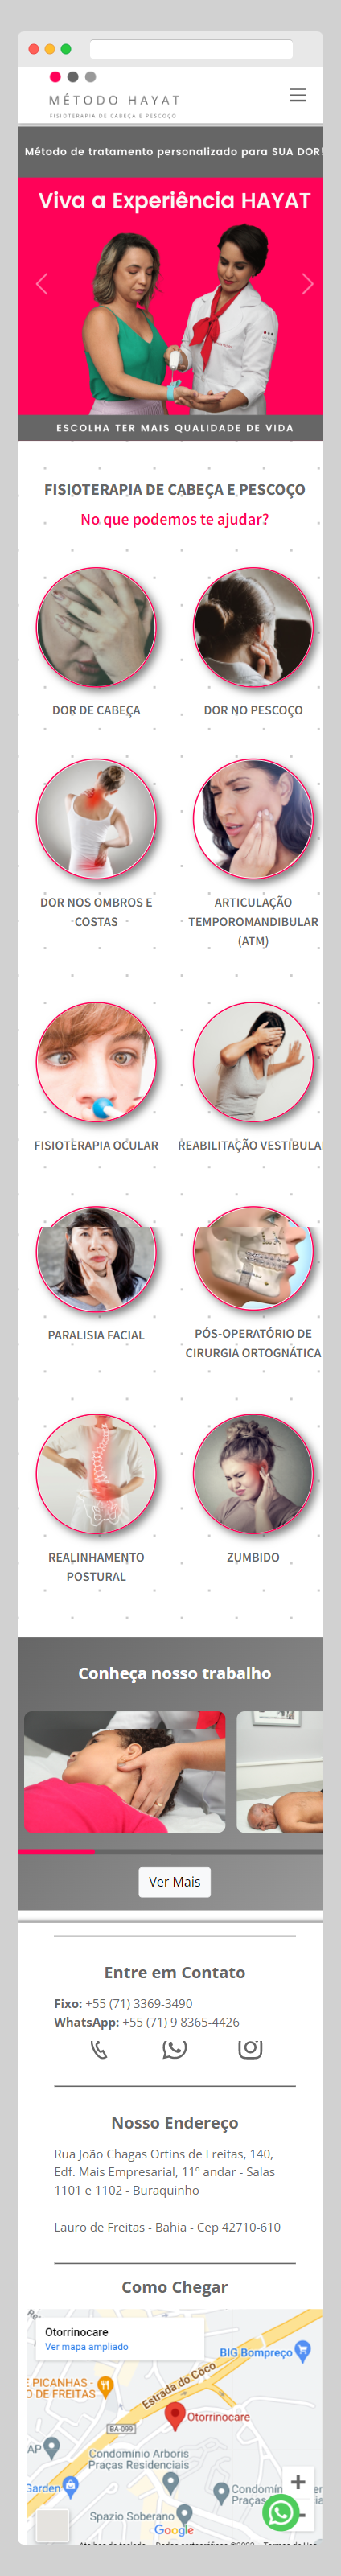 MÉTODO HAYAT
FISIOTERAPIA DE CABEÇA E PESCOÇO
Método de tratamento personalizado para SUA DOR!
Viva a Experiência HAYAT
ESCOLHA TER MAIS QUALIDADE DE VIDA
FISIOTERAPIA DE CABEÇA E PESCOÇO
No que podemos te ajudar?
DOR DE CABEÇA
DOR NO PESCOÇO
DOR NOS OMBROS E
COSTAS
ARTICULAÇÃO
TEMPOROMANDIBULAR
(ATM)
FISIOTERAPIA OCULAR
REABILITAÇÃO VESTIBULA
PARALISIA FACIAL
PÓS-OPERATÓRIO DE
CIRURGIA ORTOGNÁTICA
REALINHAMENTO
POSTURAL
ZUMBIDO
Conheça nosso trabalho
Ver Mais
Entre em Contato
Fixo: +55 (71) 3369-3490
WhatsApp: +55 (71) 9 8365-4426
Nosso Endereço
Rua João Chagas Ortins de Freitas, 140,
Edf. Mais Empresarial, 11º andar - Salas
1101 e 1102 - Buraquinho
Lauro de Freitas - Bahia - Cep 42710-610
Como Chegar
Otorrinocare
Ver mapa ampliado
BIG Bompreço
PICANHAS -
DE FREITAS
Estrada do Côco
Otorrinocare
BA-099
AP
Condomínio Arboris
Praças Residenciais
Garden
Condomín
Praças
Spazio Soberano
Google